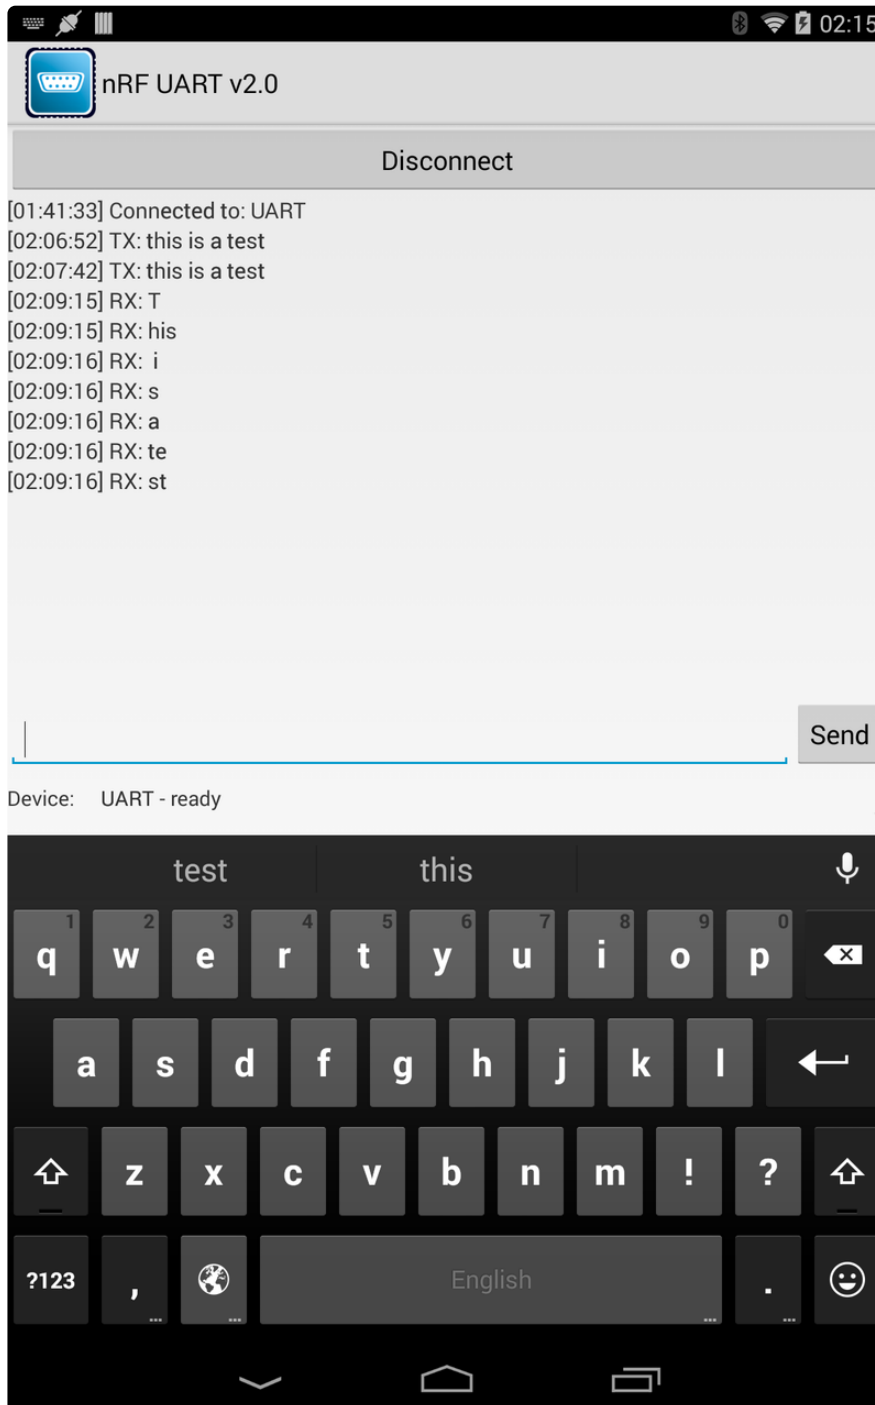 02:15
nRF UART v2.0
Disconnect
[01:41:33] Connected to: UART
[02:06:52] TX: this is a test
[02:07:42] TX: this is a test
[02:09:15] RX: T
[02:09:15] RX: his
[02:09:16] RX:  i
[02:09:16] RX: s
[02:09:16] RX: a
[02:09:16] RX: te
[02:09:16] RX: st
Send
Device: UART - ready
test this
1 2 3 4 5 6 7 8 9 0
q w e r t y u i o p
a s d f g h j k l
z x c v b n m ! ?
?123 , English .